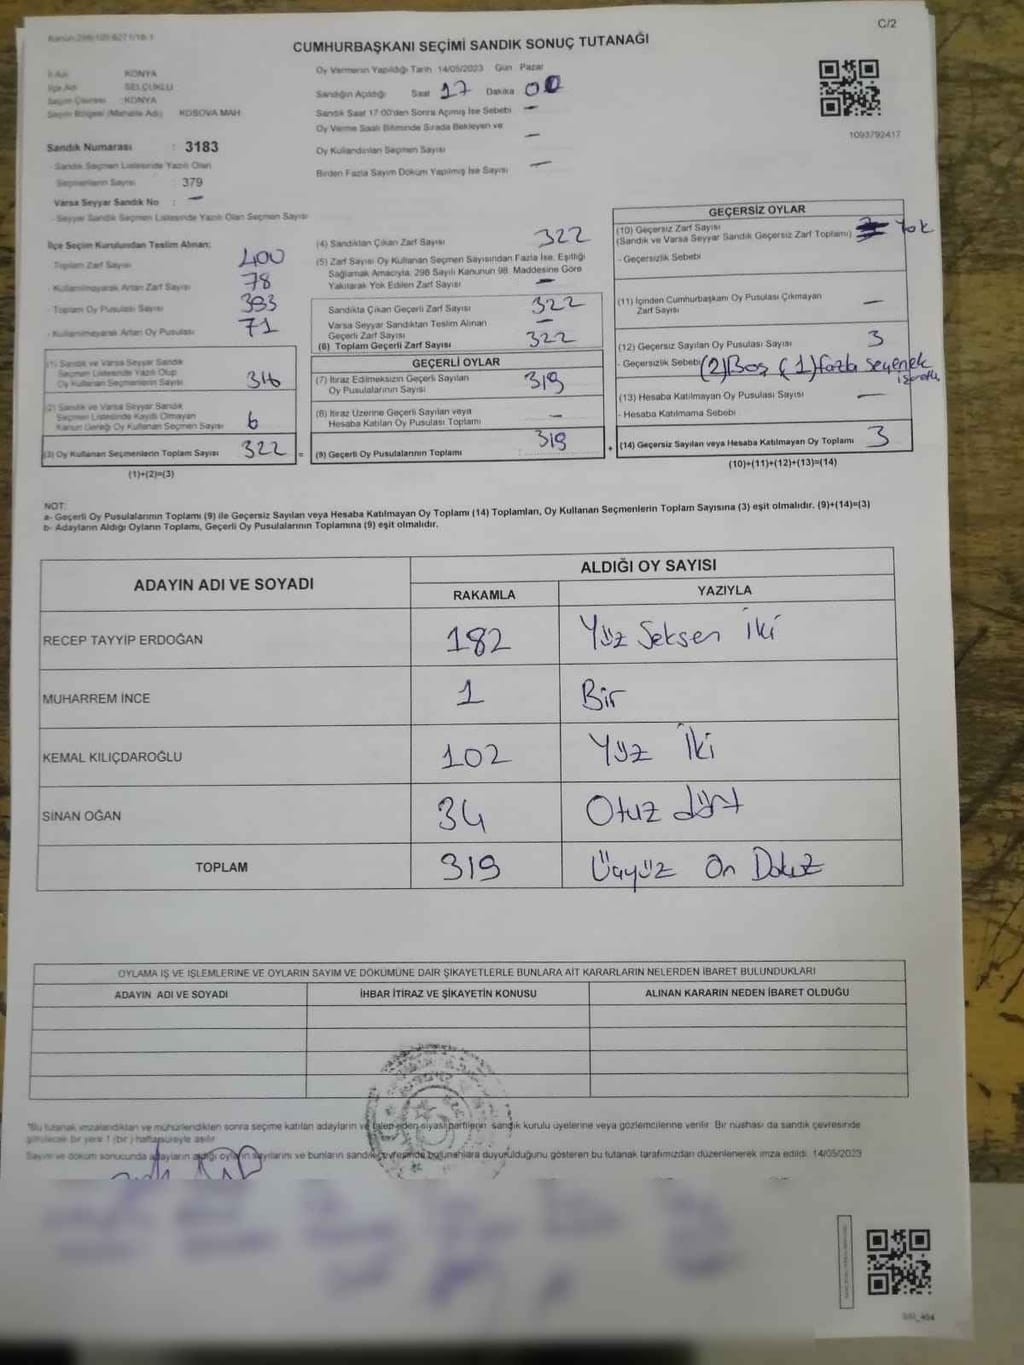 C/2
CUMHURBAŞKANI SEÇİMİ SANDIK SONUÇ TUTANAĞI
İli Adı KONYA
İlçe Adı SELÇUKLU
Seçim Çevresi : KONYA
Seçim Bölgesi (Mahalle Adı) KOSOVA MAH
Sandık Numarası : 3183
- Sandık Seçmen Listesinde Yazılı Olan
Seçmenlerin Sayısı : 379
Varsa Seyyar Sandık No : —
- Seyyar Sandık Seçmen Listesinde Yazılı Olan Seçmen Sayısı
Oy Vermenin Yapıldığı Tarih 14/05/2023 Gün Pazar
Sandığın Açıldığı Saat 17 Dakika 00
Sandık Saat 17:00'den Sonra Açılmış İse Sebebi —
Oy Verme Saati Bitiminde Sırada Bekleyen ve
Oy Kullandırılan Seçmen Sayısı —
Birden Fazla Sayım Döküm Yapılmış İse Sayısı —
1093792417
İlçe Seçim Kurulundan Teslim Alınan;
- Toplam Zarf Sayısı 400
- Kullanılmayarak Artan Zarf Sayısı 78
- Toplam Oy Pusulası Sayısı 393
- Kullanılmayarak Artan Oy Pusulası 71
(1) Sandık ve Varsa Seyyar Sandık
Seçmen Listesinde Yazılı Olup
Oy Kullanan Seçmenlerin Sayısı 316
(2) Sandık ve Varsa Seyyar Sandık
Seçmen Listesinde Kayıtlı Olmayan
Kanun Gereği Oy Kullanan Seçmen Sayısı 6
(3) Oy Kullanan Seçmenlerin Toplam Sayısı 322 =
(1)+(2)=(3)
(4) Sandıktan Çıkan Zarf Sayısı 322
(5) Zarf Sayısı Oy Kullanan Seçmen Sayısından Fazla İse, Eşitliği
Sağlamak Amacıyla, 298 Sayılı Kanunun 98. Maddesine Göre
Yakılarak Yok Edilen Zarf Sayısı —
Sandıkta Çıkan Geçerli Zarf Sayısı 322
Varsa Seyyar Sandıktan Teslim Alınan
Geçerli Zarf Sayısı —
(6) Toplam Geçerli Zarf Sayısı 322
GEÇERLİ OYLAR
(7) İtiraz Edilmeksizin Geçerli Sayılan
Oy Pusulalarının Sayısı 319
(8) İtiraz Üzerine Geçerli Sayılan veya
Hesaba Katılan Oy Pusulası Toplamı —
(9) Geçerli Oy Pusulalarının Toplamı 319 +
GEÇERSİZ OYLAR
(10) Geçersiz Zarf Sayısı
(Sandık ve Varsa Seyyar Sandık Geçersiz Zarf Toplamı) Yok
- Geçersizlik Sebebi
(11) İçinden Cumhurbaşkanı Oy Pusulası Çıkmayan
Zarf Sayısı —
(12) Geçersiz Sayılan Oy Pusulası Sayısı 3
- Geçersizlik Sebebi (2) Boş (1) fazla seçenek
işaretli
(13) Hesaba Katılmayan Oy Pusulası Sayısı —
- Hesaba Katılmama Sebebi
(14) Geçersiz Sayılan veya Hesaba Katılmayan Oy Toplamı 3
(10)+(11)+(12)+(13)=(14)
NOT:
a- Geçerli Oy Pusulalarının Toplamı (9) ile Geçersiz Sayılan veya Hesaba Katılmayan Oy Toplamı (14) Toplamları, Oy Kullanan Seçmenlerin Toplam Sayısına (3) eşit olmalıdır. (9)+(14)=(3)
b- Adayların Aldığı Oyların Toplamı, Geçerli Oy Pusulalarının Toplamına (9) eşit olmalıdır.
ADAYIN ADI VE SOYADI
ALDIĞI OY SAYISI
RAKAMLA YAZIYLA
RECEP TAYYİP ERDOĞAN 182 Yüz Seksen İki
MUHARREM İNCE 1 Bir
KEMAL KILIÇDAROĞLU 102 Yüz İki
SİNAN OĞAN 34 Otuz dört
TOPLAM 319 Üçyüz On Dokuz
OYLAMA İŞ VE İŞLEMLERİNE VE OYLARIN SAYIM VE DÖKÜMÜNE DAİR ŞİKAYETLERLE BUNLARA AİT KARARLARIN NELERDEN İBARET BULUNDUKLARI
ADAYIN ADI VE SOYADI İHBAR İTİRAZ VE ŞİKAYETİN KONUSU ALINAN KARARIN NEDEN İBARET OLDUĞU
*Bu tutanak imzalandıktan ve mühürlendikten sonra seçime katılan adayların ve talep eden siyasi partilerin sandık kurulu üyelerine veya gözlemcilerine verilir. Bir nüshası da sandık çevresinde
görülecek bir yere 1 (bir) hafta süreyle asılır.
Sayım ve döküm sonucunda adayların aldığı oyların sayılarını ve bunların sandık çevresinde bulunanlara duyurulduğunu gösteren bu tutanak tarafımızdan düzenlenerek imza edildi. 14/05/2023